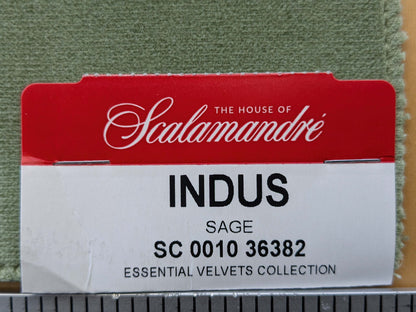 THE HOUSE OF
Scalamandré
INDUS
SAGE
SC 0010 36382
ESSENTIAL VELVETS COLLECTION